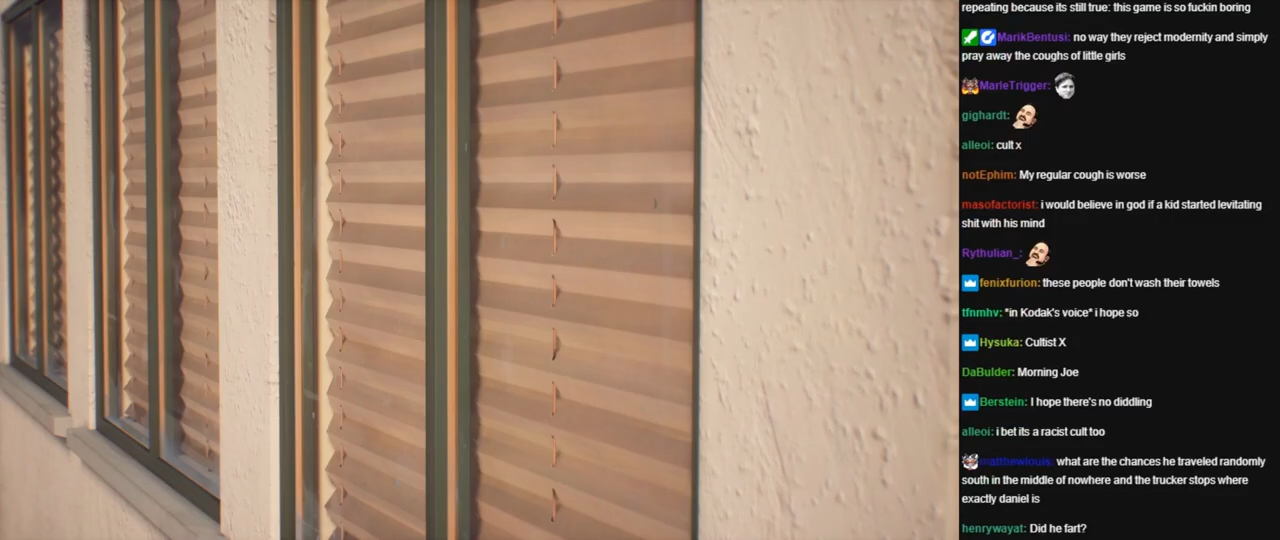 repeating because its still true: this game is so fuckin boring
MarikBentusi: no way they reject modernity and simply
pray away the coughs of little girls
MarleTrigger:
gighardt:
alleoi: cult x
notEphim: My regular cough is worse
masofactorist: i would believe in god if a kid started levitating
shit with his mind
Rythulian_:
fenixfurion: these people don't wash their towels
tfnmhv: *in Kodak's voice* i hope so
Hysuka: Cultist X
DaBulder: Morning Joe
Berstein: I hope there's no diddling
alleoi: i bet its a racist cult too
matthewlouis: what are the chances he traveled randomly
south in the middle of nowhere and the trucker stops where
exactly daniel is
henrywayat: Did he fart?